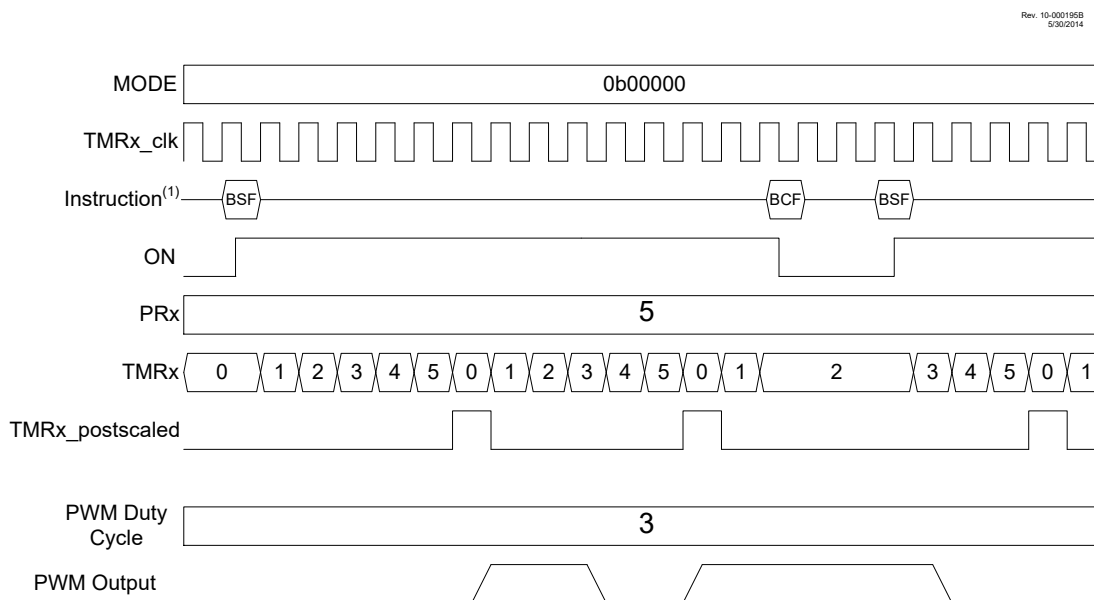 Rev. 10-000195B
5/30/2014
MODE 0b00000
TMRx_clk
Instruction(1) BSF BCF BSF
ON
PRx 5
TMRx 0 1 2 3 4 5 0 1 2 3 4 5 0 1 2 3 4 5 0 1
TMRx_postscaled
PWM Duty
Cycle 3
PWM Output